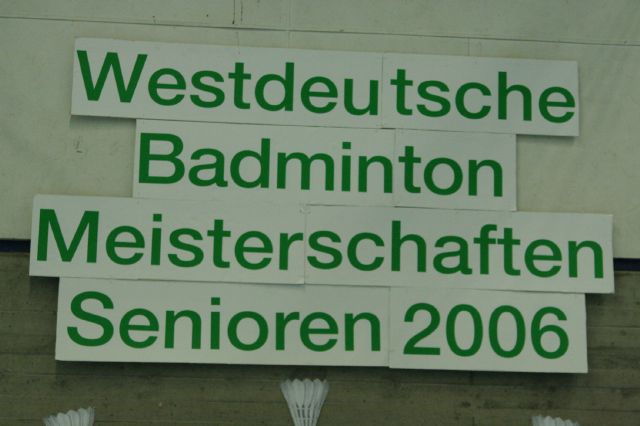 Westdeutsche
Badminton
Meisterschaften
Senioren 2006